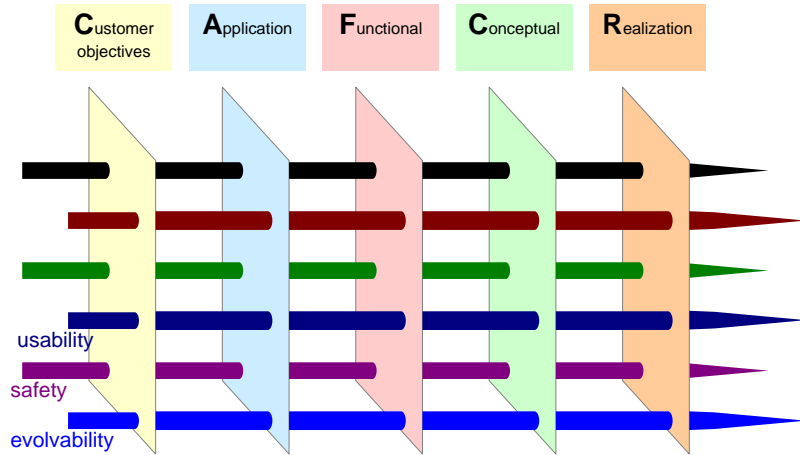 Customer
objectives
Application
Functional
Conceptual
Realization
usability
safety
evolvability